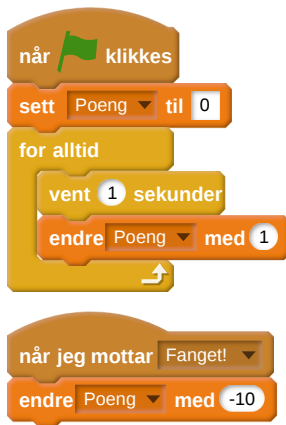 når klikkes
sett Poeng til 0
for alltid
vent 1 sekunder
endre Poeng med 1
når jeg mottar Fanget!
endre Poeng med -10